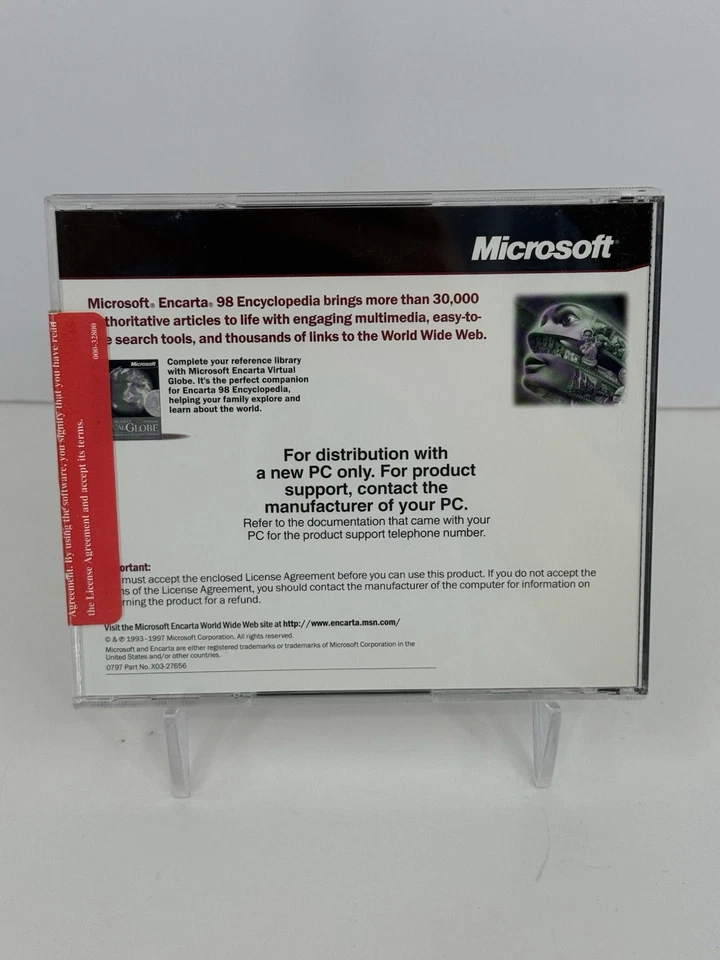 Microsoft
Microsoft® Encarta® 98 Encyclopedia brings more than 30,000
thoritative articles to life with engaging multimedia, easy-to-
e search tools, and thousands of links to the World Wide Web.
Microsoft
AL GLOBE
Complete your reference library
with Microsoft Encarta Virtual
Globe. It's the perfect companion
for Encarta 98 Encyclopedia,
helping your family explore and
learn about the world.
For distribution with
a new PC only. For product
support, contact the
manufacturer of your PC.
Refer to the documentation that came with your
PC for the product support telephone number.
ortant:
must accept the enclosed License Agreement before you can use this product. If you do not accept the
ns of the License Agreement, you should contact the manufacturer of the computer for information on
rning the product for a refund.
Visit the Microsoft Encarta World Wide Web site at http://www.encarta.msn.com/
© & ℗ 1993-1997 Microsoft Corporation. All rights reserved.
Microsoft and Encarta are either registered trademarks or trademarks of Microsoft Corporation in the
United States and/or other countries.
0797 Part No. X03-27656
Agreement. By using the software, you signify that you have read
the License Agreement and accept its terms.
000-32800